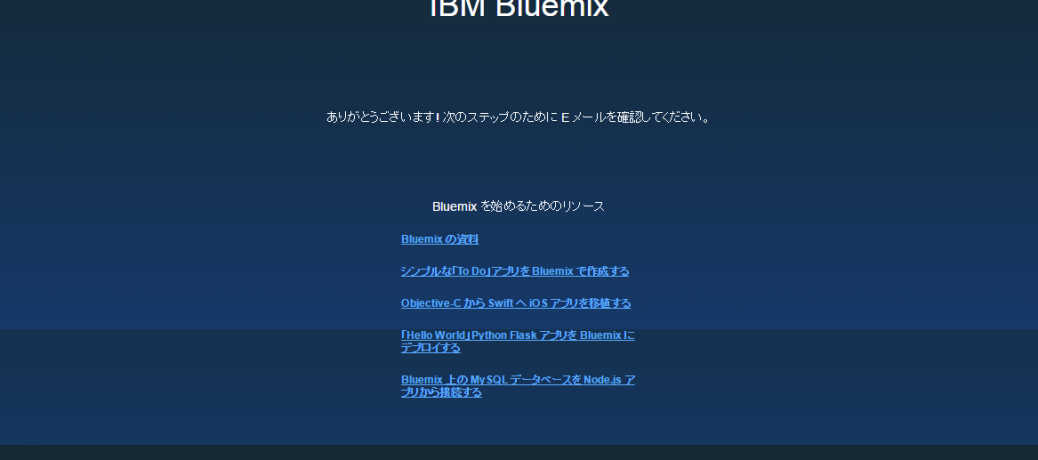 IBM Bluemix
ありがとうございます! 次のステップのために E メールを確認してください。
Bluemix を始めるためのリソース
Bluemix の資料
シンプルな「To Do」アプリを Bluemix で作成する
Objective-C から Swift へ iOS アプリを移植する
「Hello World」Python Flask アプリを Bluemix に
デプロイする
Bluemix 上の MySQL データベースを Node.js ア
プリから接続する